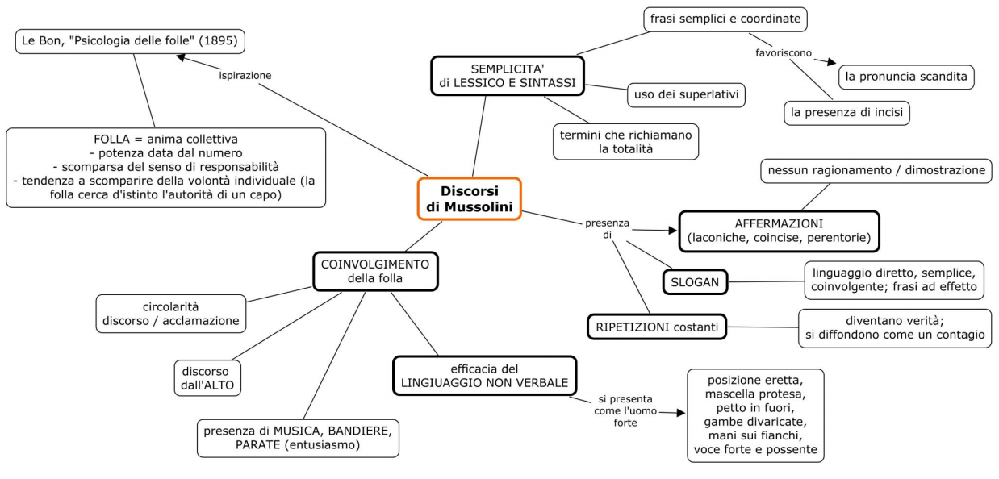 Le Bon, "Psicologia delle folle" (1895)
ispirazione
FOLLA = anima collettiva
- potenza data dal numero
- scomparsa del senso di responsabilità
- tendenza a scomparire della volontà individuale (la
folla cerca d'istinto l'autorità di un capo)
SEMPLICITA'
di LESSICO E SINTASSI
frasi semplici e coordinate
favoriscono
la pronuncia scandita
la presenza di incisi
uso dei superlativi
termini che richiamano
la totalità
Discorsi
di Mussolini
presenza
di
nessun ragionamento / dimostrazione
AFFERMAZIONI
(laconiche, coincise, perentorie)
SLOGAN
linguaggio diretto, semplice,
coinvolgente; frasi ad effetto
RIPETIZIONI costanti
diventano verità;
si diffondono come un contagio
COINVOLGIMENTO
della folla
circolarità
discorso / acclamazione
discorso
dall'ALTO
presenza di MUSICA, BANDIERE,
PARATE (entusiasmo)
efficacia del
LINGIUAGGIO NON VERBALE
si presenta
come l'uomo
forte
posizione eretta,
mascella protesa,
petto in fuori,
gambe divaricate,
mani sui fianchi,
voce forte e possente